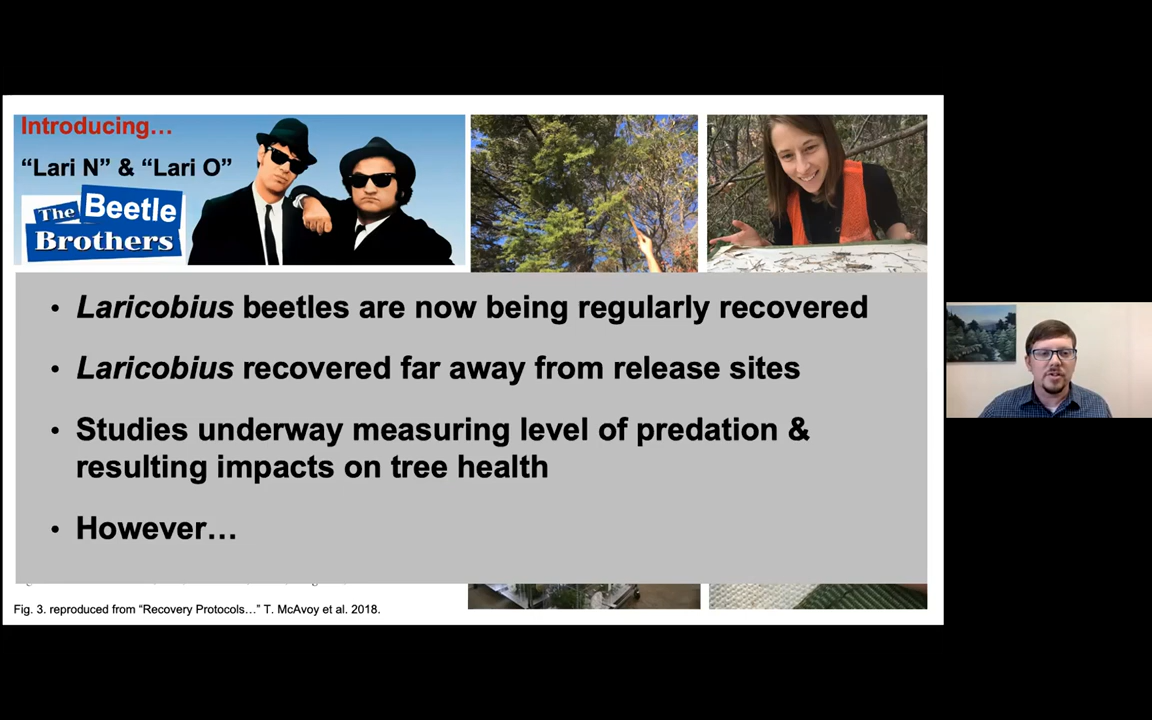 Introducing…
“Lari N” & “Lari O”
The Beetle
Brothers
• Laricobius beetles are now being regularly recovered
• Laricobius recovered far away from release sites
• Studies underway measuring level of predation &
resulting impacts on tree health
• However…
Fig. 3. reproduced from “Recovery Protocols…” T. McAvoy et al. 2018.